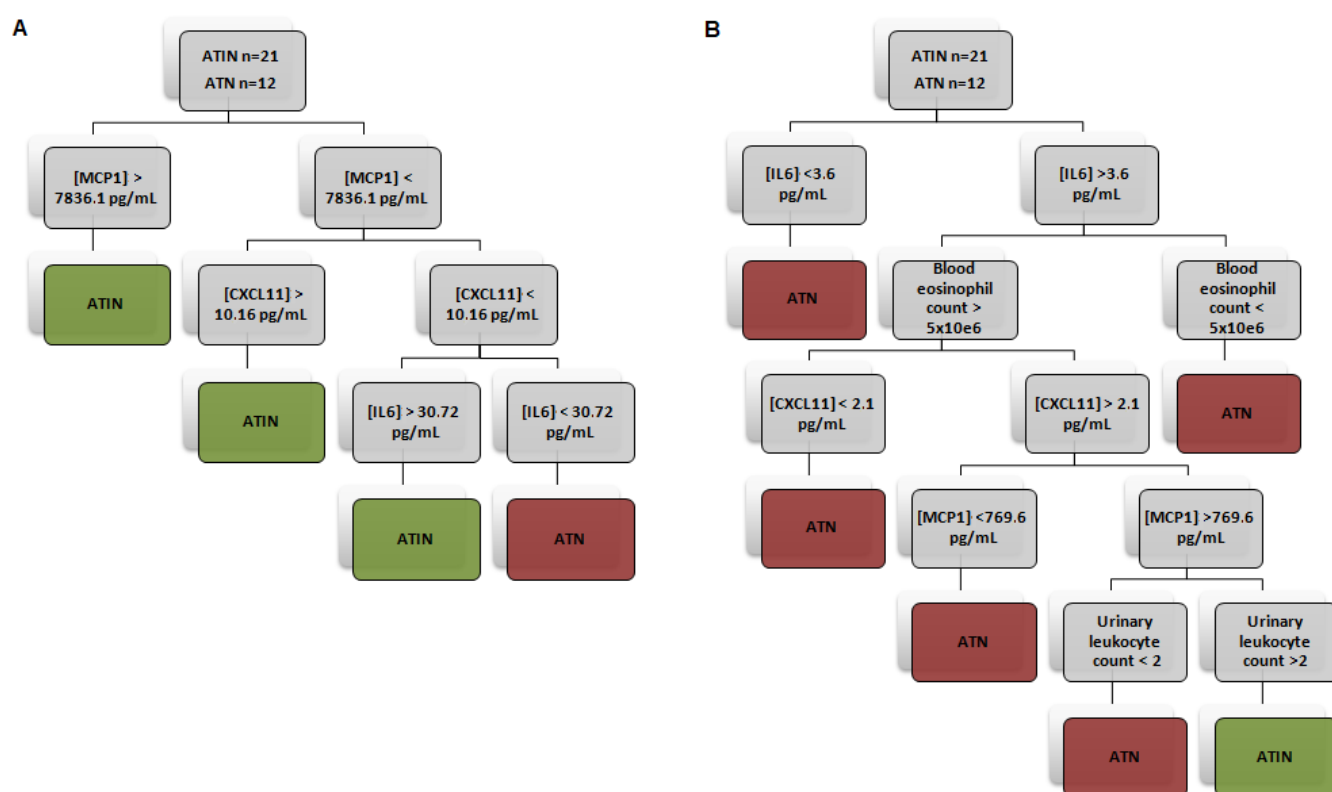 A
ATIN n=21
ATN n=12
[MCP1] >
7836.1 pg/mL
[MCP1] <
7836.1 pg/mL
ATIN
[CXCL11] >
10.16 pg/mL
[CXCL11] <
10.16 pg/mL
ATIN
[IL6] > 30.72
pg/mL
[IL6] < 30.72
pg/mL
ATIN
ATN
B
ATIN n=21
ATN n=12
[IL6] <3.6
pg/mL
[IL6] >3.6
pg/mL
ATN
Blood
eosinophil
count >
5x10e6
Blood
eosinophil
count <
5x10e6
[CXCL11] < 2.1
pg/mL
[CXCL11] > 2.1
pg/mL
ATN
ATN
[MCP1] <769.6
pg/mL
[MCP1] >769.6
pg/mL
ATN
Urinary
leukocyte
count < 2
Urinary
leukocyte
count >2
ATN
ATIN